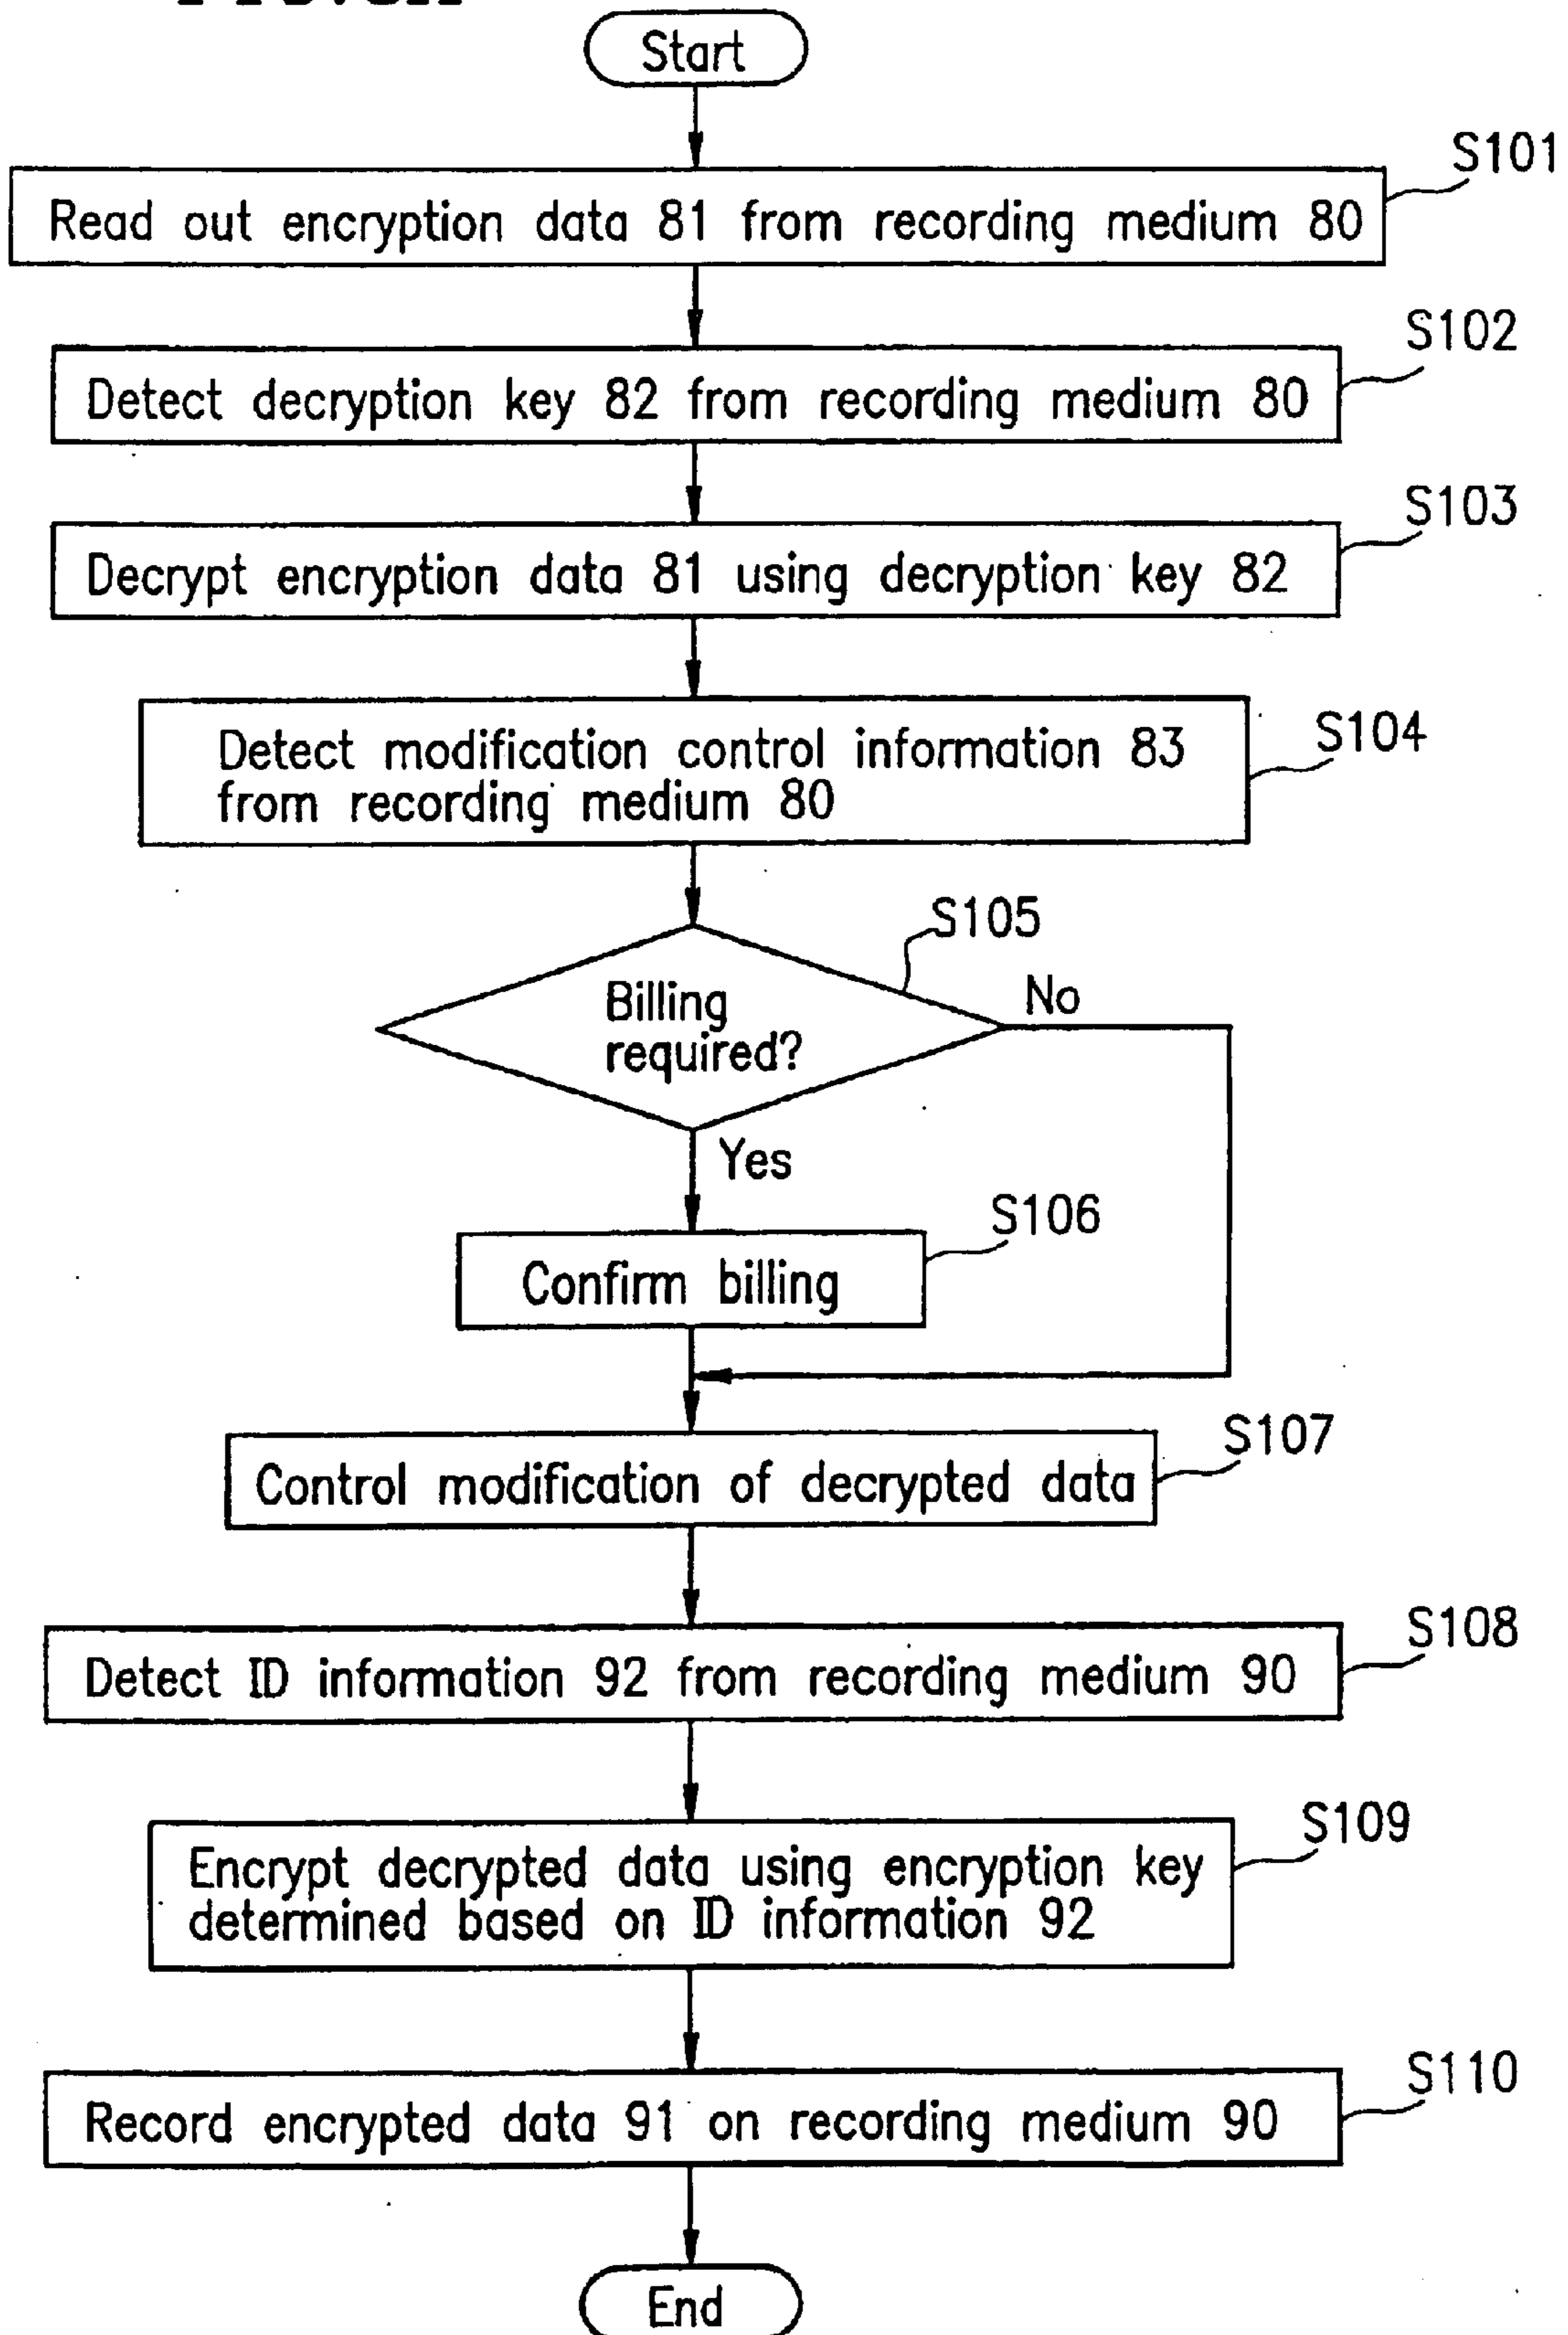 Start
S101
Read out encryption data 81 from recording medium 80
S102
Detect decryption key 82 from recording medium 80
S103
Decrypt encryption data 81 using decryption key 82
S104
Detect modification control information 83
from recording medium 80
S105
Billing
required?
No
Yes
S106
Confirm billing
S107
Control modification of decrypted data
S108
Detect ID information 92 from recording medium 90
S109
Encrypt decrypted data using encryption key
determined based on ID information 92
S110
Record encrypted data 91 on recording medium 90
End